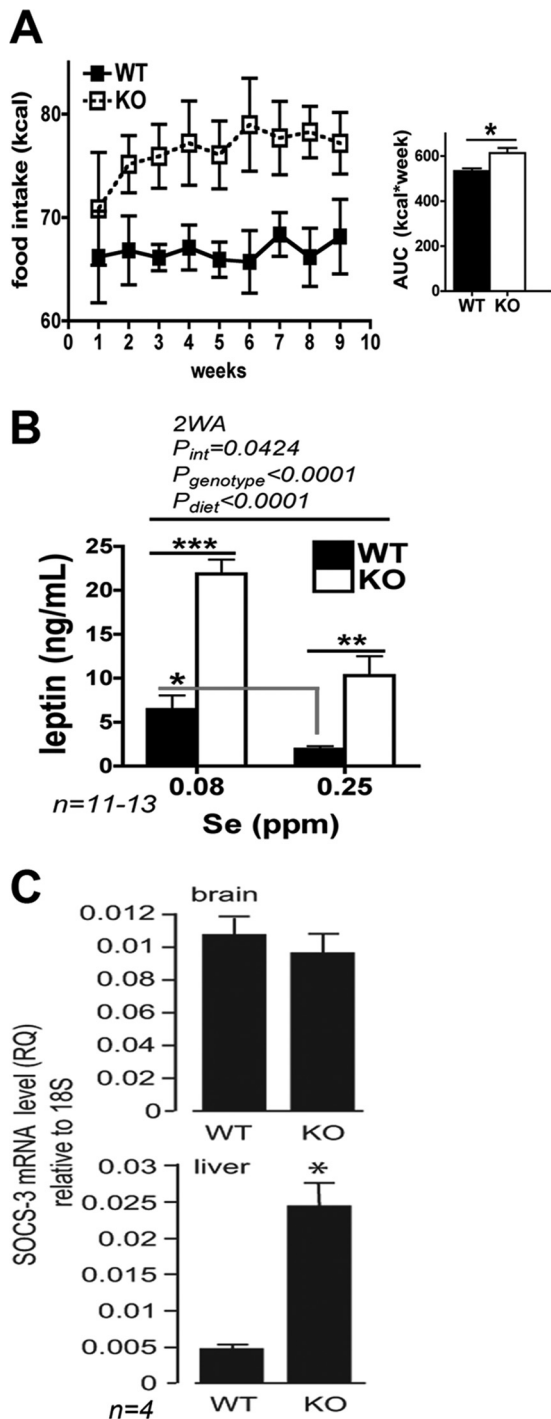 A
WT
KO
food intake (kcal)
80
70
60
0 1 2 3 4 5 6 7 8 9 10
weeks
*
AUC (kcal*week)
600
400
200
0
WT KO
B
2WA
Pint=0.0424
Pgenotype<0.0001
Pdiet<0.0001
leptin (ng/mL)
25
20
15
10
5
0
***
*
**
WT
KO
0.08 0.25
n=11-13
Se (ppm)
C
SOCS-3 mRNA level (RQ)
relative to 18S
brain
0.012
0.01
0.08
0.06
0.04
0.02
0
WT KO
liver
0.03
0.025
0.02
0.015
0.01
0.005
0
*
WT KO
n=4